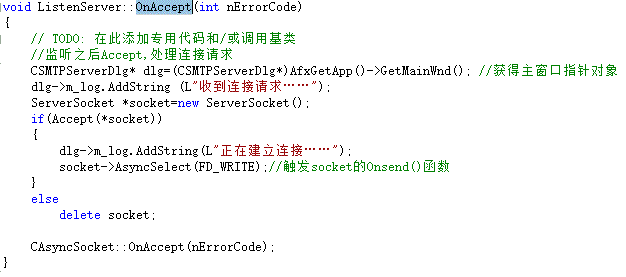 void ListenServer::OnAccept(int nErrorCode)
{
// TODO: 在此添加专用代码和/或调用基类
//监听之后Accept,处理连接请求
CSMTPServerDlg* dlg=(CSMTPServerDlg*)AfxGetApp()->GetMainWnd(); //获得主窗口指针对象
dlg->m_log.AddString (L"收到连接请求……");
ServerSocket *socket=new ServerSocket();
if(Accept(*socket))
{
dlg->m_log.AddString(L"正在建立连接……");
socket->AsyncSelect(FD_WRITE);//触发socket的Onsend()函数
}
else
delete socket;
CAsyncSocket::OnAccept(nErrorCode);
}